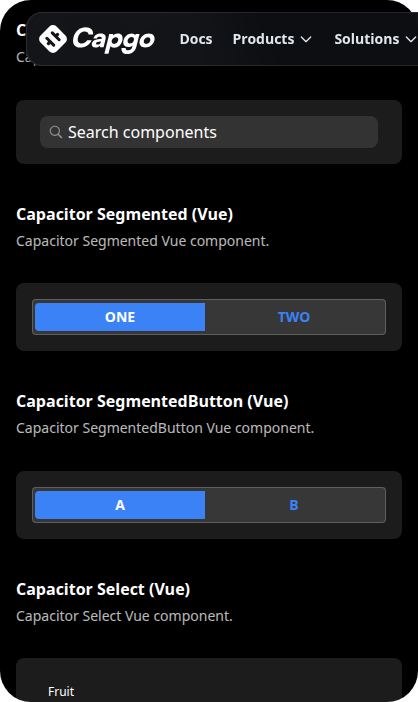 Capgo Docs Products Solutions
Search components
Capacitor Segmented (Vue)
Capacitor Segmented Vue component.
ONE TWO
Capacitor SegmentedButton (Vue)
Capacitor SegmentedButton Vue component.
A B
Capacitor Select (Vue)
Capacitor Select Vue component.
Fruit